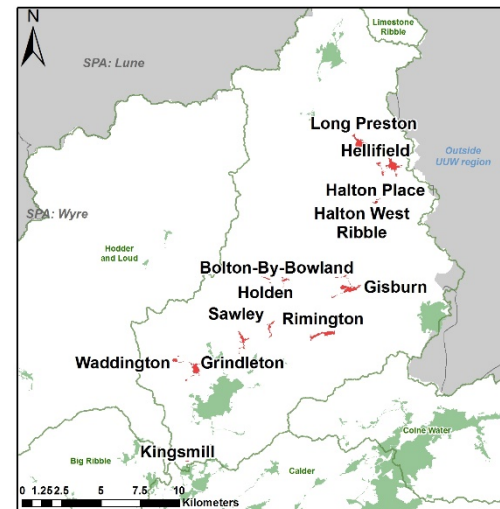 N
Limestone
Ribble
SPA: Lune
Long Preston
Hellifield
Outside
UUW region
Halton Place
SPA: Wyre
Halton West
Ribble
Hodder
and Loud
Bolton-By-Bowland
Gisburn
Holden
Sawley
Rimington
Waddington
Grindleton
Colne Water
Kingsmill
Big Ribble
Calder
0 1.25 2.5 5 7.5 10
Kilometers